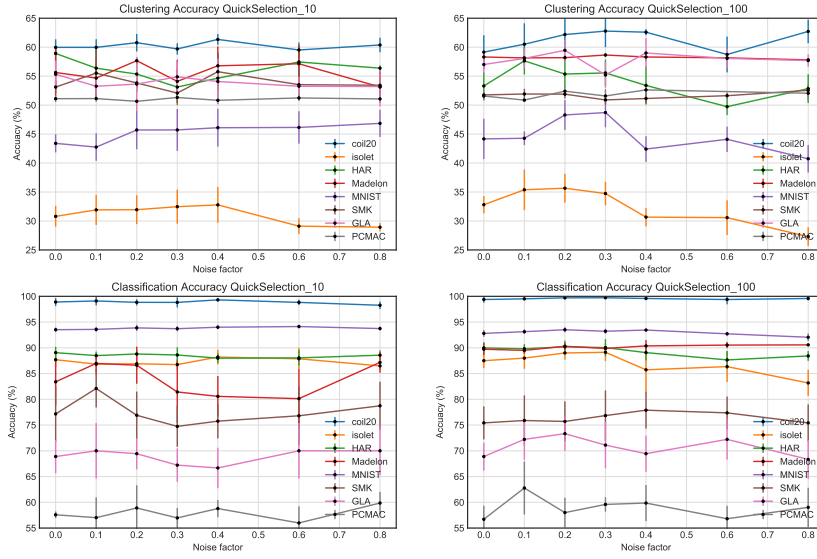 Clustering Accuracy QuickSelection_10
65
60
55
50
45
40
35
30
25
Accuacy (%)
0.0 0.1 0.2 0.3 0.4 0.5 0.6 0.7 0.8
Noise factor
coil20
isolet
HAR
Madelon
MNIST
SMK
GLA
PCMAC
Clustering Accuracy QuickSelection_100
65
60
55
50
45
40
35
30
25
Accuacy (%)
0.0 0.1 0.2 0.3 0.4 0.5 0.6 0.7 0.8
Noise factor
coil20
isolet
HAR
Madelon
MNIST
SMK
GLA
PCMAC
Classification Accuracy QuickSelection_10
100
95
90
85
80
75
70
65
60
55
Accuacy (%)
0.0 0.1 0.2 0.3 0.4 0.5 0.6 0.7 0.8
Noise factor
coil20
isolet
HAR
Madelon
MNIST
SMK
GLA
PCMAC
Classification Accuracy QuickSelection_100
100
95
90
85
80
75
70
65
60
55
Accuacy (%)
0.0 0.1 0.2 0.3 0.4 0.5 0.6 0.7 0.8
Noise factor
coil20
isolet
HAR
Madelon
MNIST
SMK
GLA
PCMAC